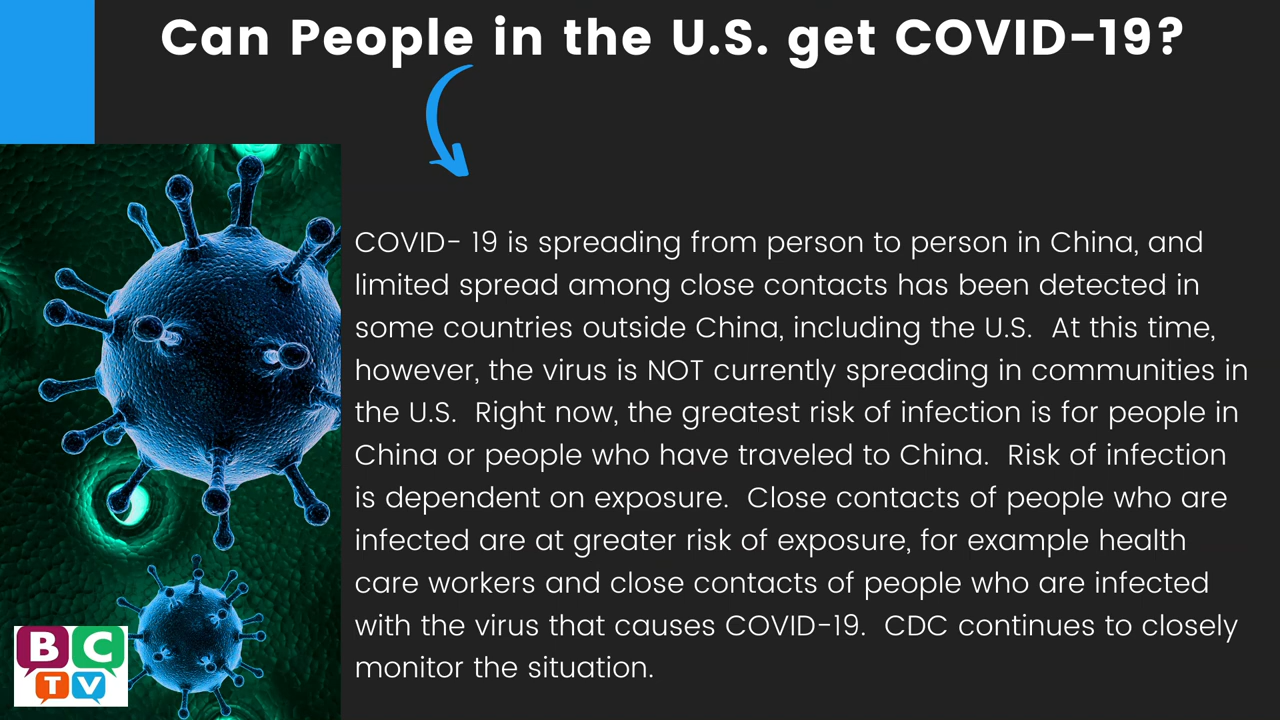 Can People in the U.S. get COVID-19?
COVID- 19 is spreading from person to person in China, and
limited spread among close contacts has been detected in
some countries outside China, including the U.S.  At this time,
however, the virus is NOT currently spreading in communities in
the U.S.  Right now, the greatest risk of infection is for people in
China or people who have traveled to China.  Risk of infection
is dependent on exposure.  Close contacts of people who are
infected are at greater risk of exposure, for example health
care workers and close contacts of people who are infected
with the virus that causes COVID-19.  CDC continues to closely
monitor the situation.
BC
TV